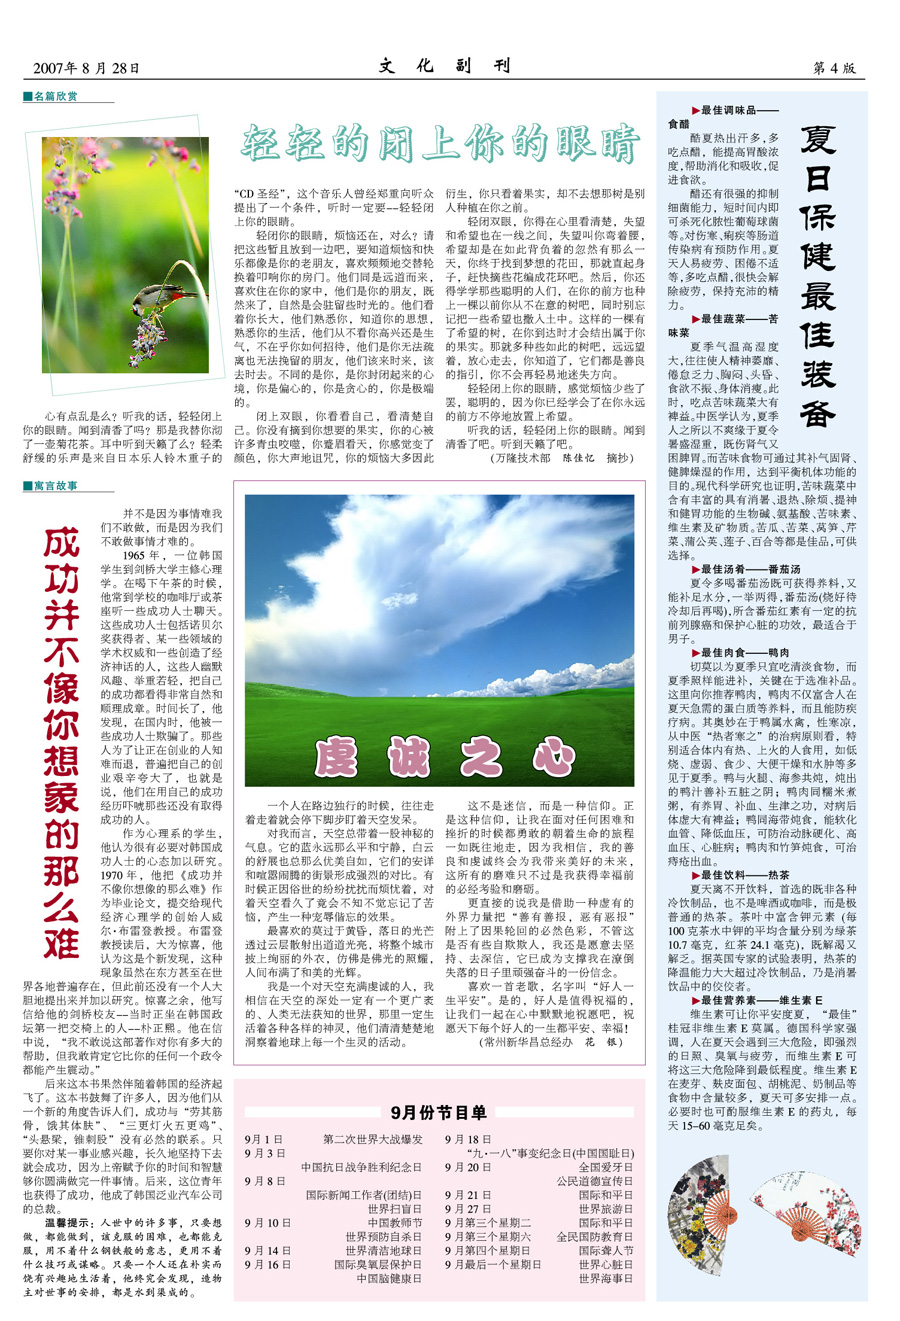 2007年 8 月 28日
文 化 副 刊
第 4 版
■名篇欣赏
轻轻的闭上你的眼睛
心有点乱是么？听我的话，轻轻闭上
你的眼睛。闻到清香了吗？那是我替你沏
了一壶菊花茶。耳中听到天籁了么？轻柔
舒缓的乐声是来自日本乐人铃木重子的
“CD 圣经”，这个音乐人曾经郑重向听众
提出了一个条件，听时一定要——轻轻闭
上你的眼睛。
轻闭你的眼睛，烦恼还在，对么？请
把这些暂且放到一边吧，要知道烦恼和快
乐都像是你的老朋友，喜欢频频地交替轮
换着叩响你的房门。他们同是远道而来，
喜欢住在你的家中，他们是你的朋友，既
然来了，自然是会驻留些时光的。他们看
着你长大，他们熟悉你，知道你的思想，
熟悉你的生活，他们从不看你高兴还是生
气，不在乎你如何招待，他们是你无法疏
离也无法挽留的朋友，他们该来时来，该
去时去。不同的是你，是你封闭起来的心
境，你是偏心的，你是贪心的，你是极端
的。
闭上双眼，你看看自己，看清楚自
己。你没有摘到你想要的果实，你的心被
许多青虫咬噬，你蹙眉看天，你感觉变了
颜色，你大声地诅咒，你的烦恼大多因此
衍生，你只看着果实，却不去想那树是别
人种植在你之前。
轻闭双眼，你得在心里看清楚，失望
和希望也在一线之间，失望叫你弯着腰，
希望却是在如此背负着的忽然有那么一
天，你终于找到梦想的花田，那就直起身
子，赶快摘些花编成花环吧。然后，你还
得学学那些聪明的人们，在你的前方也种
上一棵以前你从不在意的树吧，同时别忘
记把一些希望也撒入土中。这样的一棵有
了希望的树，在你到达时才会结出属于你
的果实。那就多种些如此的树吧，远远望
着，放心走去，你知道了，它们都是善良
的指引，你不会再轻易地迷失方向。
轻轻闭上你的眼睛，感觉烦恼少些了
罢，聪明的，因为你已经学会了在你永远
的前方不停地放置上希望。
听我的话，轻轻闭上你的眼睛。闻到
清香了吧。听到天籁了吧。
（万隆技术部 陈佳忆 摘抄）
■寓言故事
成功并不像你想象的那么难
并不是因为事情难我
们不敢做，而是因为我们
不敢做事情才难的。
1965 年，一位韩国
学生到剑桥大学主修心理
学。在喝下午茶的时候，
他常到学校的咖啡厅或茶
座听一些成功人士聊天。
这些成功人士包括诺贝尔
奖获得者、某一些领域的
学术权威和一些创造了经
济神话的人，这些人幽默
风趣、举重若轻，把自己
的成功都看得非常自然和
顺理成章。时间长了，他
发现，在国内时，他被一
些成功人士欺骗了。那些
人为了让正在创业的人知
难而退，普遍把自己的创
业艰辛夸大了，也就是
说，他们在用自己的成功
经历吓唬那些还没有取得
成功的人。
作为心理系的学生，
他认为很有必要对韩国成
功人士的心态加以研究。
1970 年，他把《成功并
不像你想像的那么难》作
为毕业论文，提交给现代
经济心理学的创始人威
尔·布雷登教授。布雷登
教授读后，大为惊喜，他
认为这是个新发现，这种
现象虽然在东方甚至在世
界各地普遍存在，但此前还没有一个人大
胆地提出来并加以研究。惊喜之余，他写
信给他的剑桥校友——当时正坐在韩国政
坛第一把交椅上的人——朴正熙。他在信
中说，“我不敢说这部著作对你有多大的
帮助，但我敢肯定它比你的任何一个政令
都能产生震动。”
后来这本书果然伴随着韩国的经济起
飞了。这本书鼓舞了许多人，因为他们从
一个新的角度告诉人们，成功与“劳其筋
骨，饿其体肤”、“三更灯火五更鸡”、
“头悬梁，锥刺股”没有必然的联系。只
要你对某一事业感兴趣，长久地坚持下去
就会成功，因为上帝赋予你的时间和智慧
够你圆满做完一件事情。后来，这位青年
也获得了成功，他成了韩国泛业汽车公司
的总裁。
温馨提示：人世中的许多事，只要想
做，都能做到，该克服的困难，也都能克
服，用不着什么钢铁般的意志，更用不着
什么技巧或谋略。只要一个人还在朴实而
饶有兴趣地生活着，他终究会发现，造物
主对世事的安排，都是水到渠成的。
虔诚之心
一个人在路边独行的时候，往往走
着走着就会停下脚步盯着天空发呆。
对我而言，天空总带着一股神秘的
气息。它的蓝永远那么平和宁静，白云
的舒展也总那么优美自如，它们的安详
和喧嚣闹腾的街景形成强烈的对比。有
时候正因俗世的纷纷扰扰而烦忧着，对
着天空看久了竟会不知不觉忘记了苦
恼，产生一种宠辱偕忘的效果。
最喜欢的莫过于黄昏，落日的光芒
透过云层散射出道道光亮，将整个城市
披上绚丽的外衣，仿佛是佛光的照耀，
人间布满了和美的光辉。
我是一个对天空充满虔诚的人，我
相信在天空的深处一定有一个更广袤
的、人类无法获知的世界，那里一定生
活着各种各样的神灵，他们清清楚楚地
洞察着地球上每一个生灵的活动。
这不是迷信，而是一种信仰。正
是这种信仰，让我在面对任何困难和
挫折的时候都勇敢的朝着生命的旅程
一如既往地走，因为我相信，我的善
良和虔诚终会为我带来美好的未来，
这所有的磨难只不过是我获得幸福前
的必经考验和磨砺。
更直接的说我是借助一种虚有的
外界力量把“善有善报，恶有恶报”
附上了因果轮回的必然色彩，不管这
是否有些自欺欺人，我还是愿意去坚
持、去深信，它已成为支撑我在潦倒
失落的日子里顽强奋斗的一份信念。
喜欢一首老歌，名字叫“好人一
生平安”。是的，好人是值得祝福的，
让我们一起在心中默默地祝愿吧，祝
愿天下每个好人的一生都平安、幸福！
（常州新华昌总经办 花 银）
9月份节目单
9月 1 日 第二次世界大战爆发
9 月 3 日
中国抗日战争胜利纪念日
9 月 8 日
国际新闻工作者(团结)日
世界扫盲日
9 月 10 日 中国教师节
世界预防自杀日
9 月 14 日 世界清洁地球日
9 月 16 日 国际臭氧层保护日
中国脑健康日
9 月 18 日
“九·一八”事变纪念日(中国国耻日)
9 月 20 日 全国爱牙日
公民道德宣传日
9 月 21 日 国际和平日
9 月 27 日 世界旅游日
9 月第三个星期二 国际和平日
9 月第三个星期六 全民国防教育日
9 月第四个星期日 国际聋人节
9 月最后一个星期日 世界心脏日
世界海事日
夏日保健最佳装备
▶最佳调味品——
食醋
酷夏热出汗多，多
吃点醋，能提高胃酸浓
度，帮助消化和吸收，促
进食欲。
醋还有很强的抑制
细菌能力，短时间内即
可杀死化脓性葡萄球菌
等。对伤寒、痢疾等肠道
传染病有预防作用。夏
天人易疲劳、困倦不适
等，多吃点醋，很快会解
除疲劳，保持充沛的精
力。
▶最佳蔬菜——苦
味菜
夏季气温高湿度
大，往往使人精神萎靡、
倦怠乏力、胸闷、头昏、
食欲不振、身体消瘦。此
时，吃点苦味蔬菜大有
裨益。中医学认为，夏季
人之所以不爽缘于夏令
暑盛湿重，既伤肾气又
困脾胃。而苦味食物可通过其补气固肾、
健脾燥湿的作用，达到平衡机体功能的
目的。现代科学研究也证明，苦味蔬菜中
含有丰富的具有消暑、退热、除烦、提神
和健胃功能的生物碱、氨基酸、苦味素、
维生素及矿物质。苦瓜、苦菜、莴笋、芹
菜、蒲公英、莲子、百合等都是佳品，可供
选择。
▶最佳汤肴——番茄汤
夏令多喝番茄汤既可获得养料，又
能补足水分，一举两得，番茄汤(烧好待
冷却后再喝)，所含番茄红素有一定的抗
前列腺癌和保护心脏的功效，最适合于
男子。
▶最佳肉食——鸭肉
切莫以为夏季只宜吃清淡食物，而
夏季照样能进补，关键在于选准补品。
这里向你推荐鸭肉，鸭肉不仅富含人在
夏天急需的蛋白质等养料，而且能防疾
疗病。其奥妙在于鸭属水禽，性寒凉，
从中医“热者寒之”的治病原则看，特
别适合体内有热、上火的人食用，如低
烧、虚弱、食少、大便干燥和水肿等多
见于夏季。鸭与火腿、海参共炖，炖出
的鸭汁善补五脏之阴；鸭肉同糯米煮
粥，有养胃、补血、生津之功，对病后
体虚大有裨益；鸭同海带炖食，能软化
血管、降低血压，可防治动脉硬化、高
血压、心脏病；鸭肉和竹笋炖食，可治
痔疮出血。
▶最佳饮料——热茶
夏天离不开饮料，首选的既非各种
冷饮制品，也不是啤酒或咖啡，而是极
普通的热茶。茶叶中富含钾元素（每
100 克茶水中钾的平均含量分别为绿茶
10.7 毫克，红茶 24.1 毫克），既解渴又
解乏。据英国专家的试验表明，热茶的
降温能力大大超过冷饮制品，乃是消暑
饮品中的佼佼者。
▶最佳营养素——维生素 E
维生素可让你平安度夏，“最佳”
桂冠非维生素 E 莫属。德国科学家强
调，人在夏天会遇到三大危险，即强烈
的日照、臭氧与疲劳，而维生素 E 可
将这三大危险降到最低程度。维生素 E
在麦芽、麸皮面包、胡桃泥、奶制品等
食物中含量较多，夏天可多安排一点。
必要时也可酌服维生素 E 的药丸，每
天 15-60 毫克足矣。